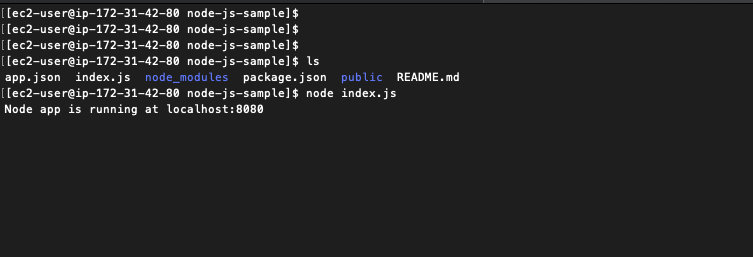 [[ec2-user@ip-172-31-42-80 node-js-sample]$
[[ec2-user@ip-172-31-42-80 node-js-sample]$
[[ec2-user@ip-172-31-42-80 node-js-sample]$
[[ec2-user@ip-172-31-42-80 node-js-sample]$ ls
app.json  index.js  node_modules  package.json  public  README.md
[[ec2-user@ip-172-31-42-80 node-js-sample]$ node index.js
Node app is running at localhost:8080